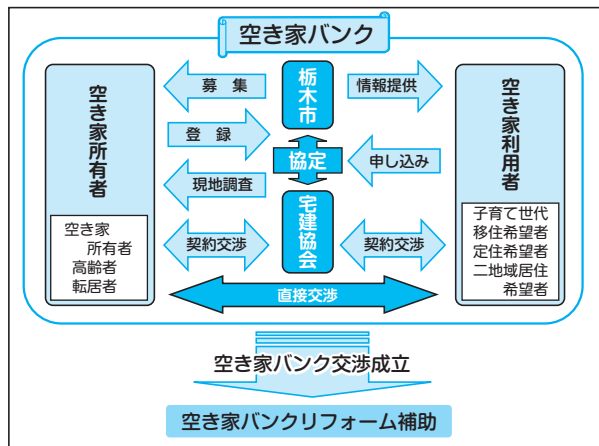 空き家バンク
空き家所有者
空き家
所有者
高齢者
転居者
募　集
登　録
現地調査
契約交渉
栃木市
協定
宅建協会
情報提供
申し込み
契約交渉
直接交渉
空き家利用者
子育て世代
移住希望者
定住希望者
二地域居住
希望者
空き家バンク交渉成立
空き家バンクリフォーム補助